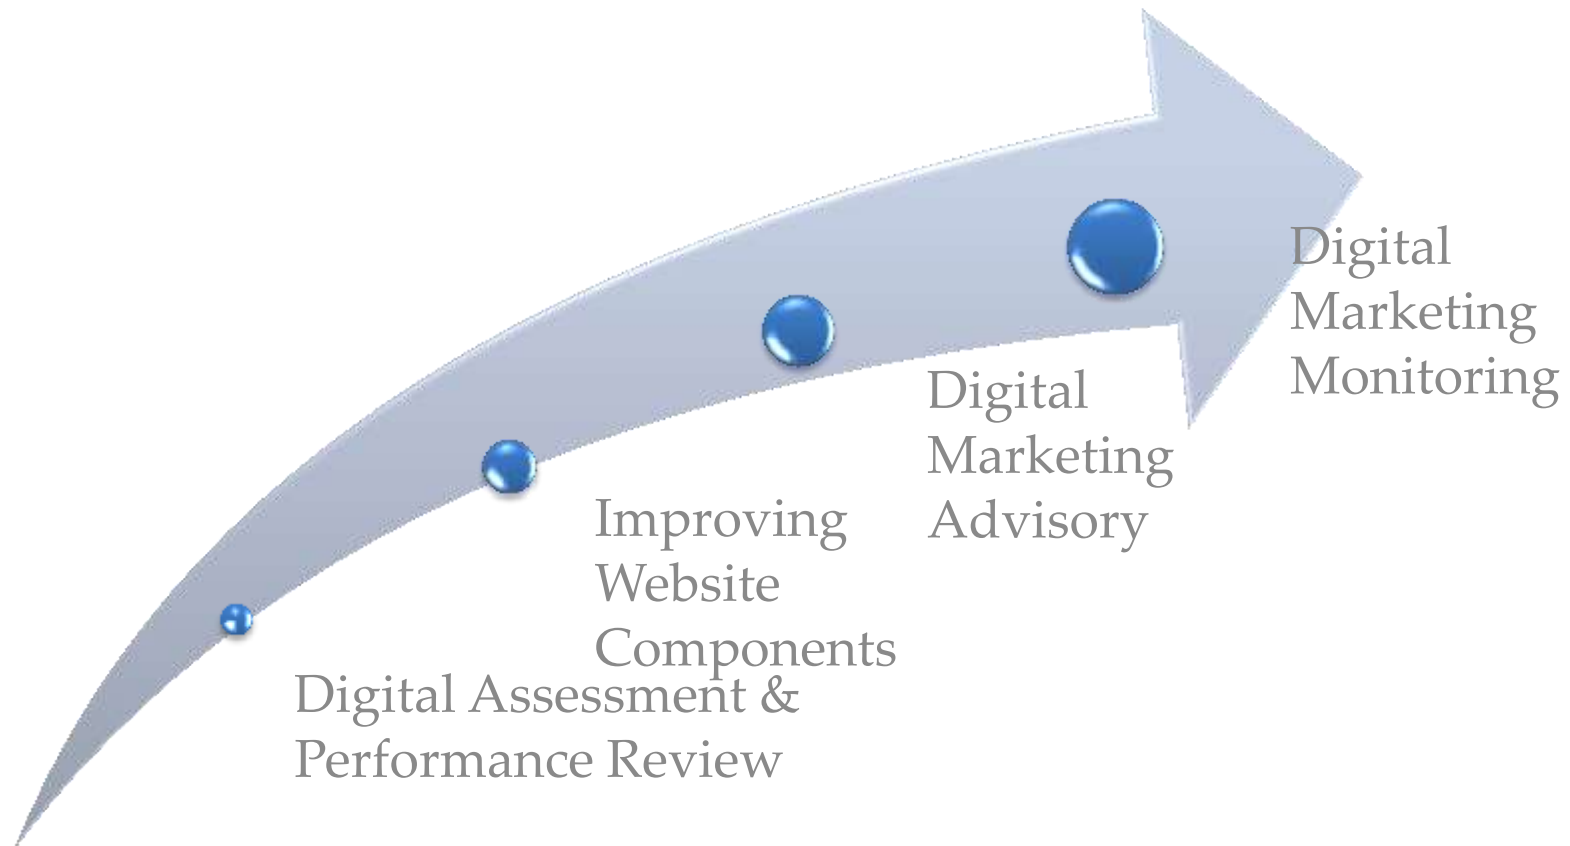 Digital Assessment &
Performance Review
Improving
Website
Components
Digital
Marketing
Advisory
Digital
Marketing
Monitoring